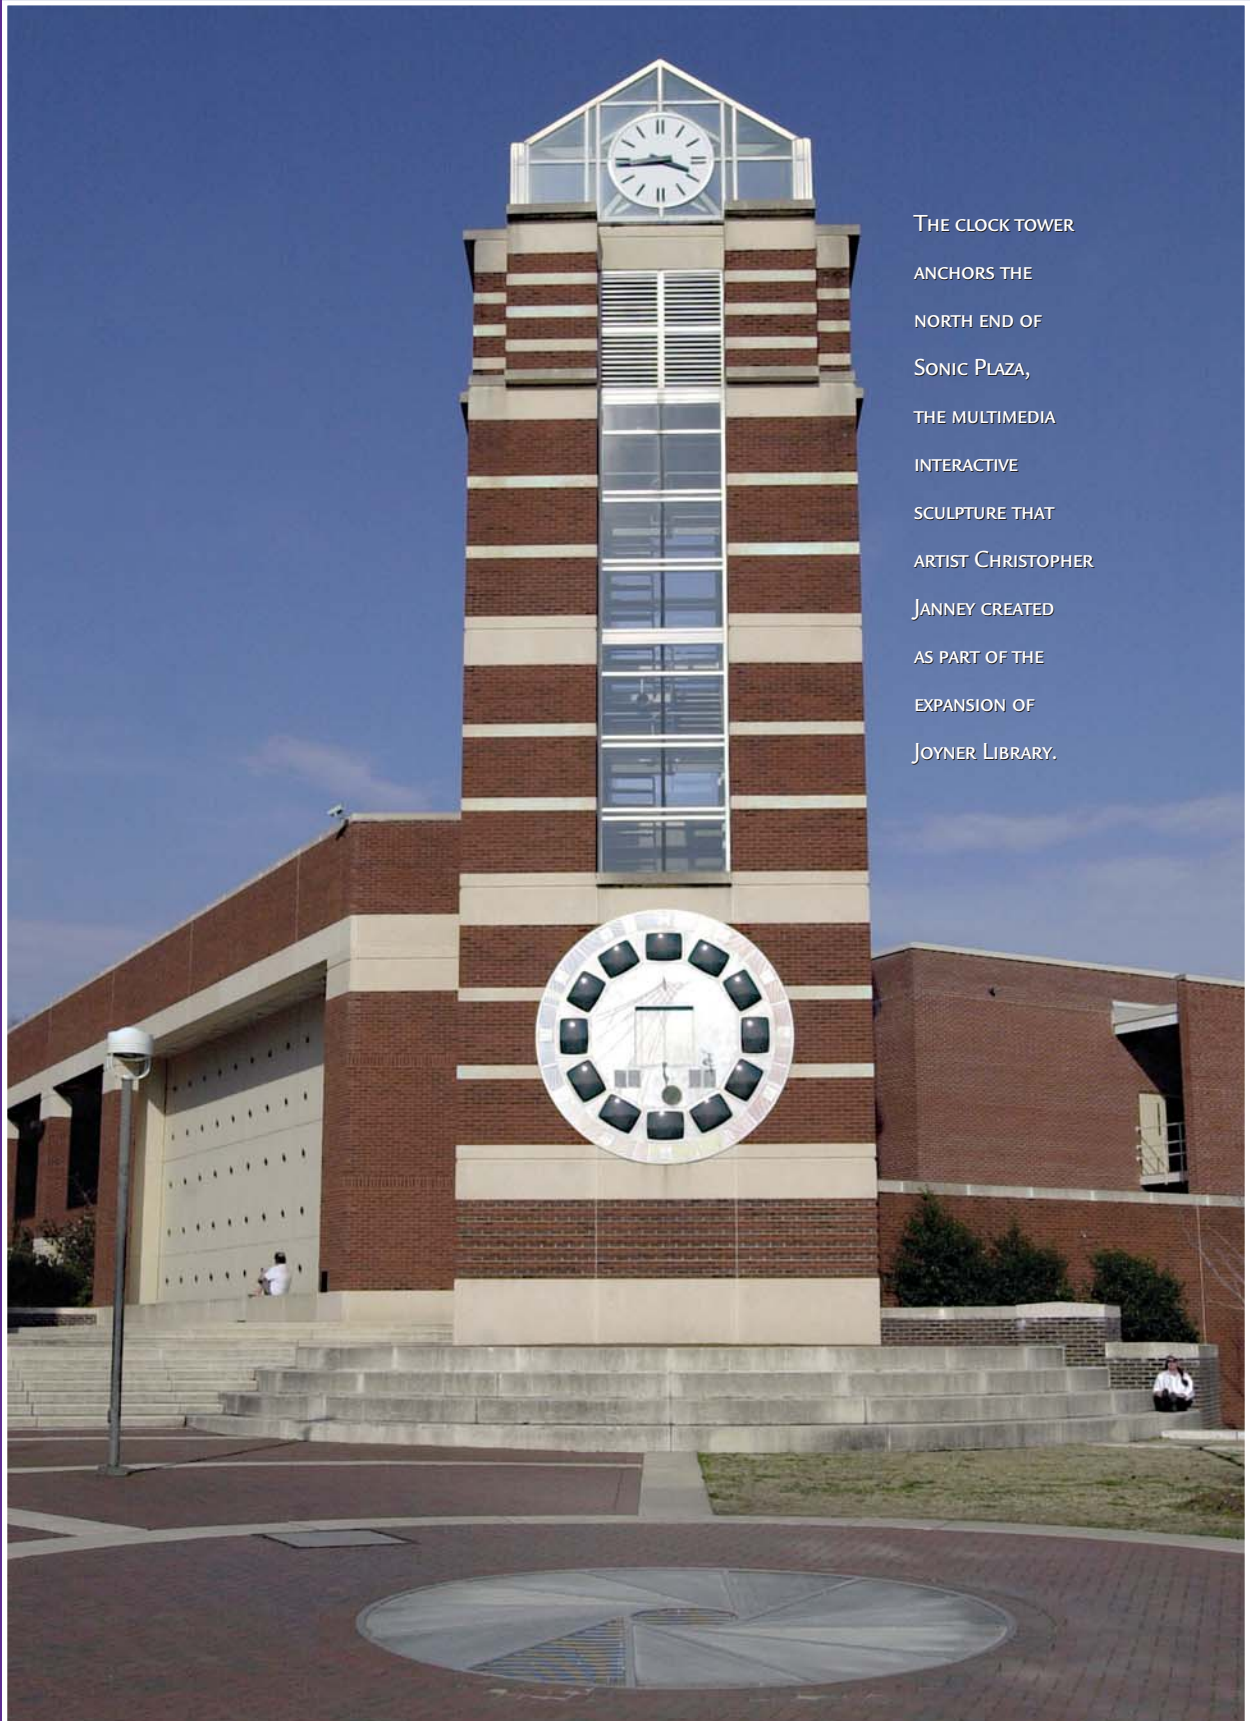 The clock tower
anchors the
north end of
Sonic Plaza,
the multimedia
interactive
sculpture that
artist Christopher
Janney created
as part of the
expansion of
Joyner Library.